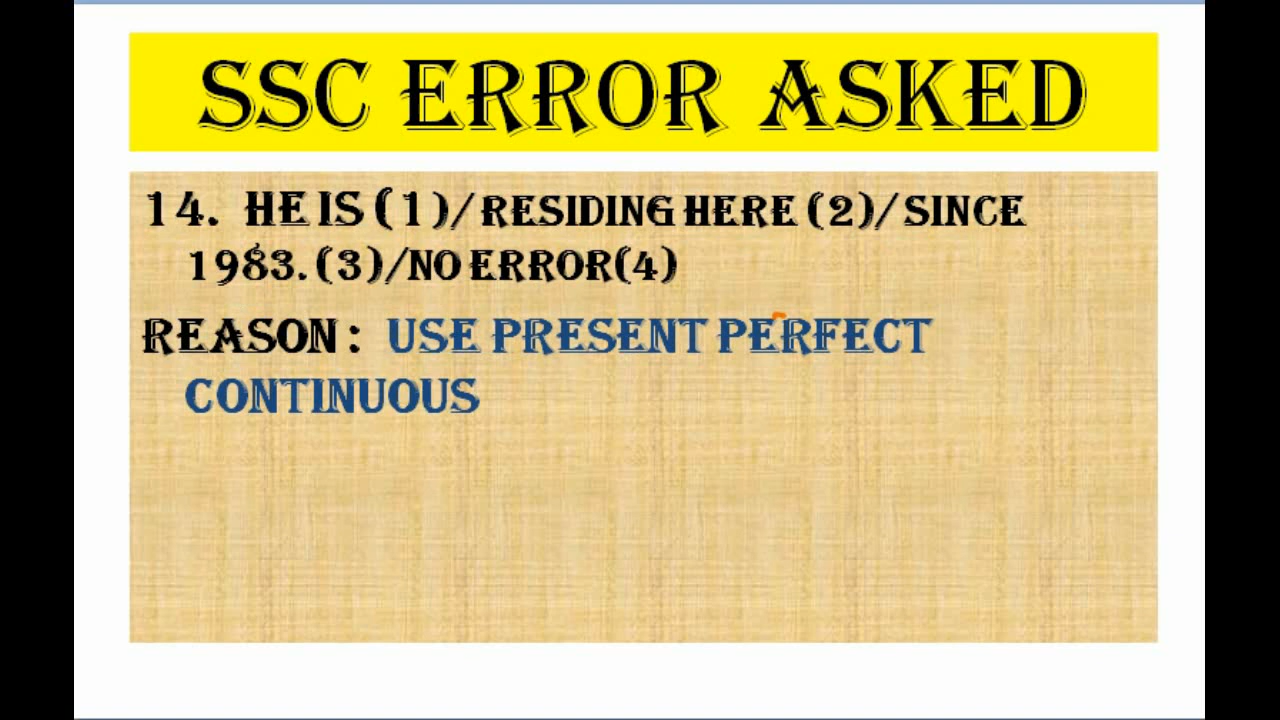 SSC ERROR ASKED
14. HE IS (1)/RESIDING HERE (2)/SINCE
1983.(3)/NO ERROR(4)
REASON : USE PRESENT PERFECT
CONTINUOUS